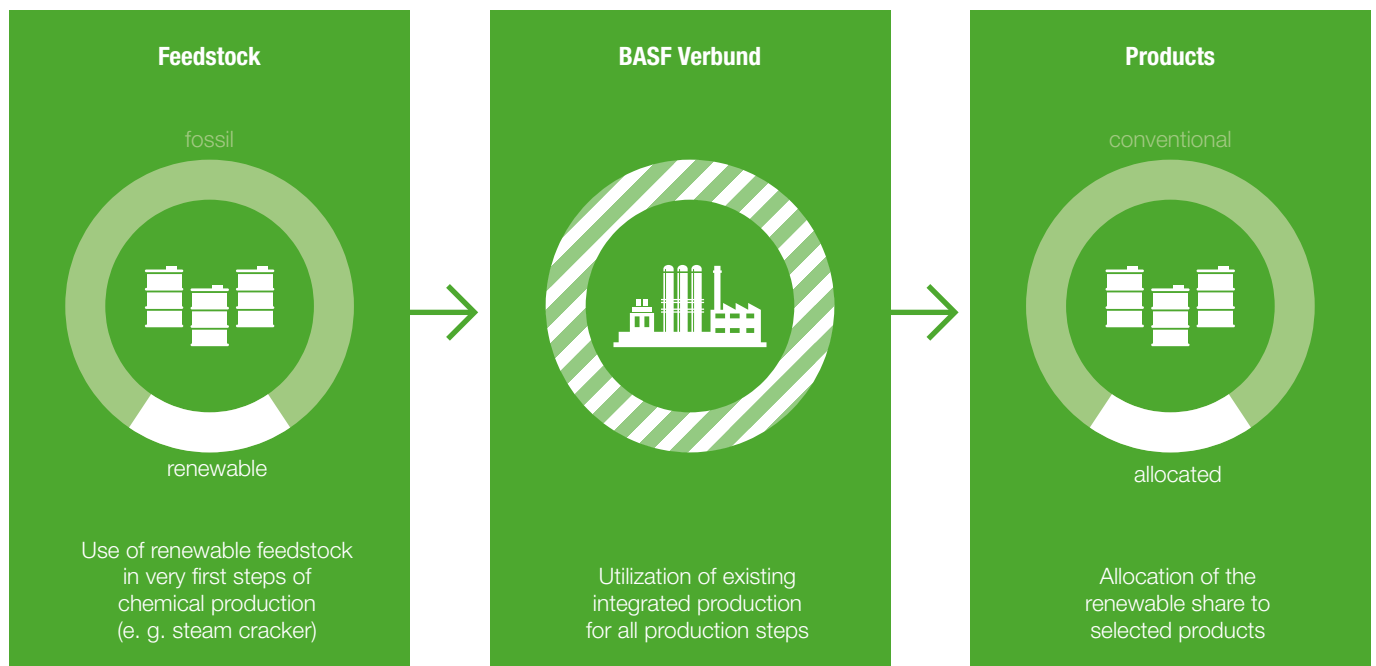 Feedstock
fossil
renewable
Use of renewable feedstock
in very first steps of
chemical production
(e. g. steam cracker)
BASF Verbund
Utilization of existing
integrated production
for all production steps
Products
conventional
allocated
Allocation of the
renewable share to
selected products